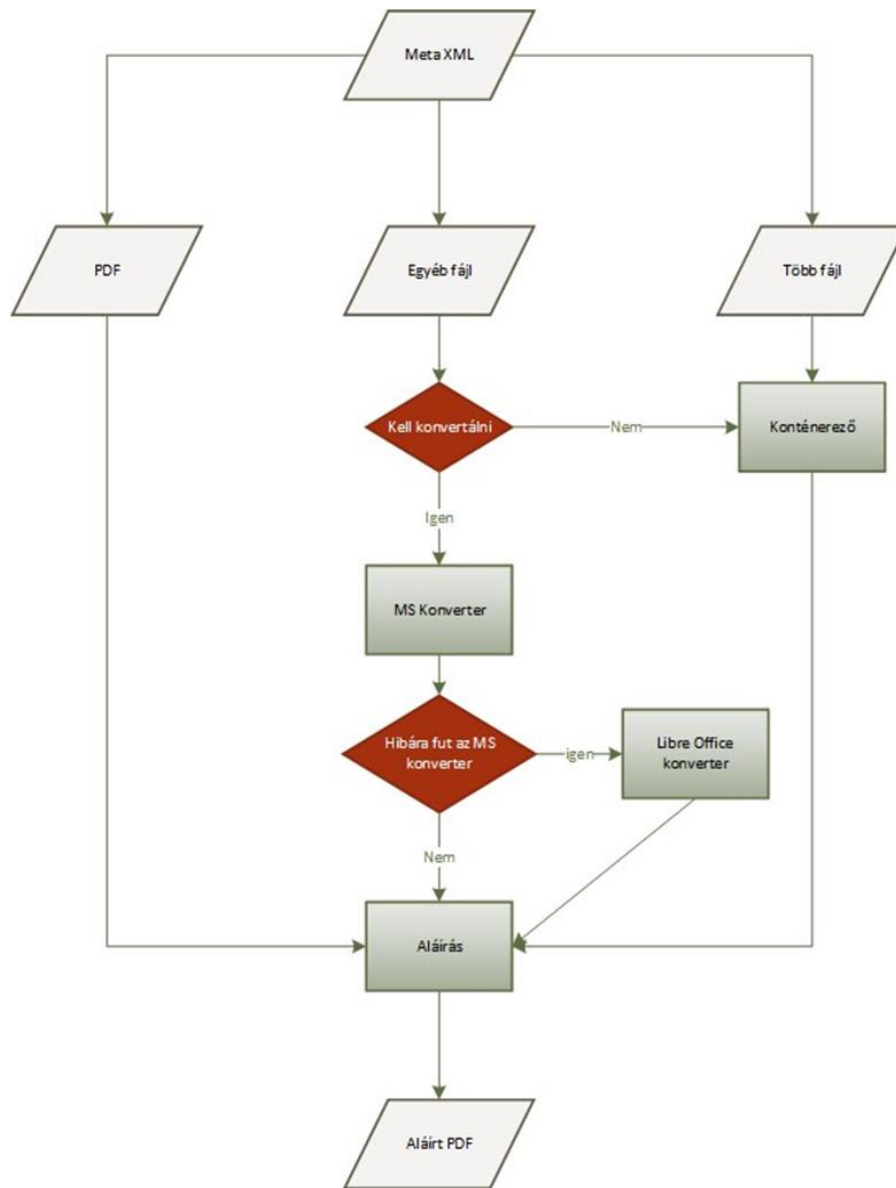 Meta XML
PDF
Egyéb fájl
Több fájl
Kell konvertálni
Nem
Konténerező
Igen
MS Konverter
Hibára fut az MS
konverter
igen
Libre Office
konverter
Nem
Aláírás
Aláírt PDF